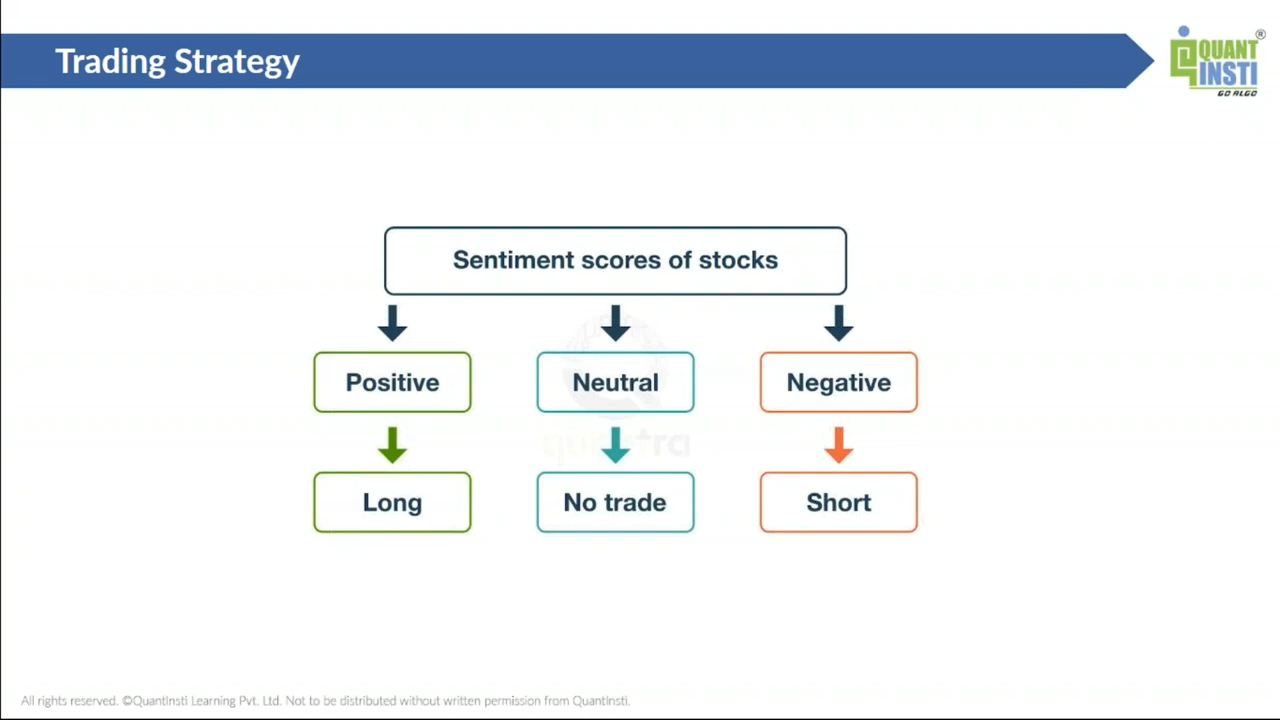 Trading Strategy
QUANT
INSTI
®
GO ALGO
Sentiment scores of stocks
Positive
Neutral
Negative
quantra
Long
No trade
Short
All rights reserved. ©QuantInsti Learning Pvt. Ltd. Not to be distributed without written permission from QuantInsti.